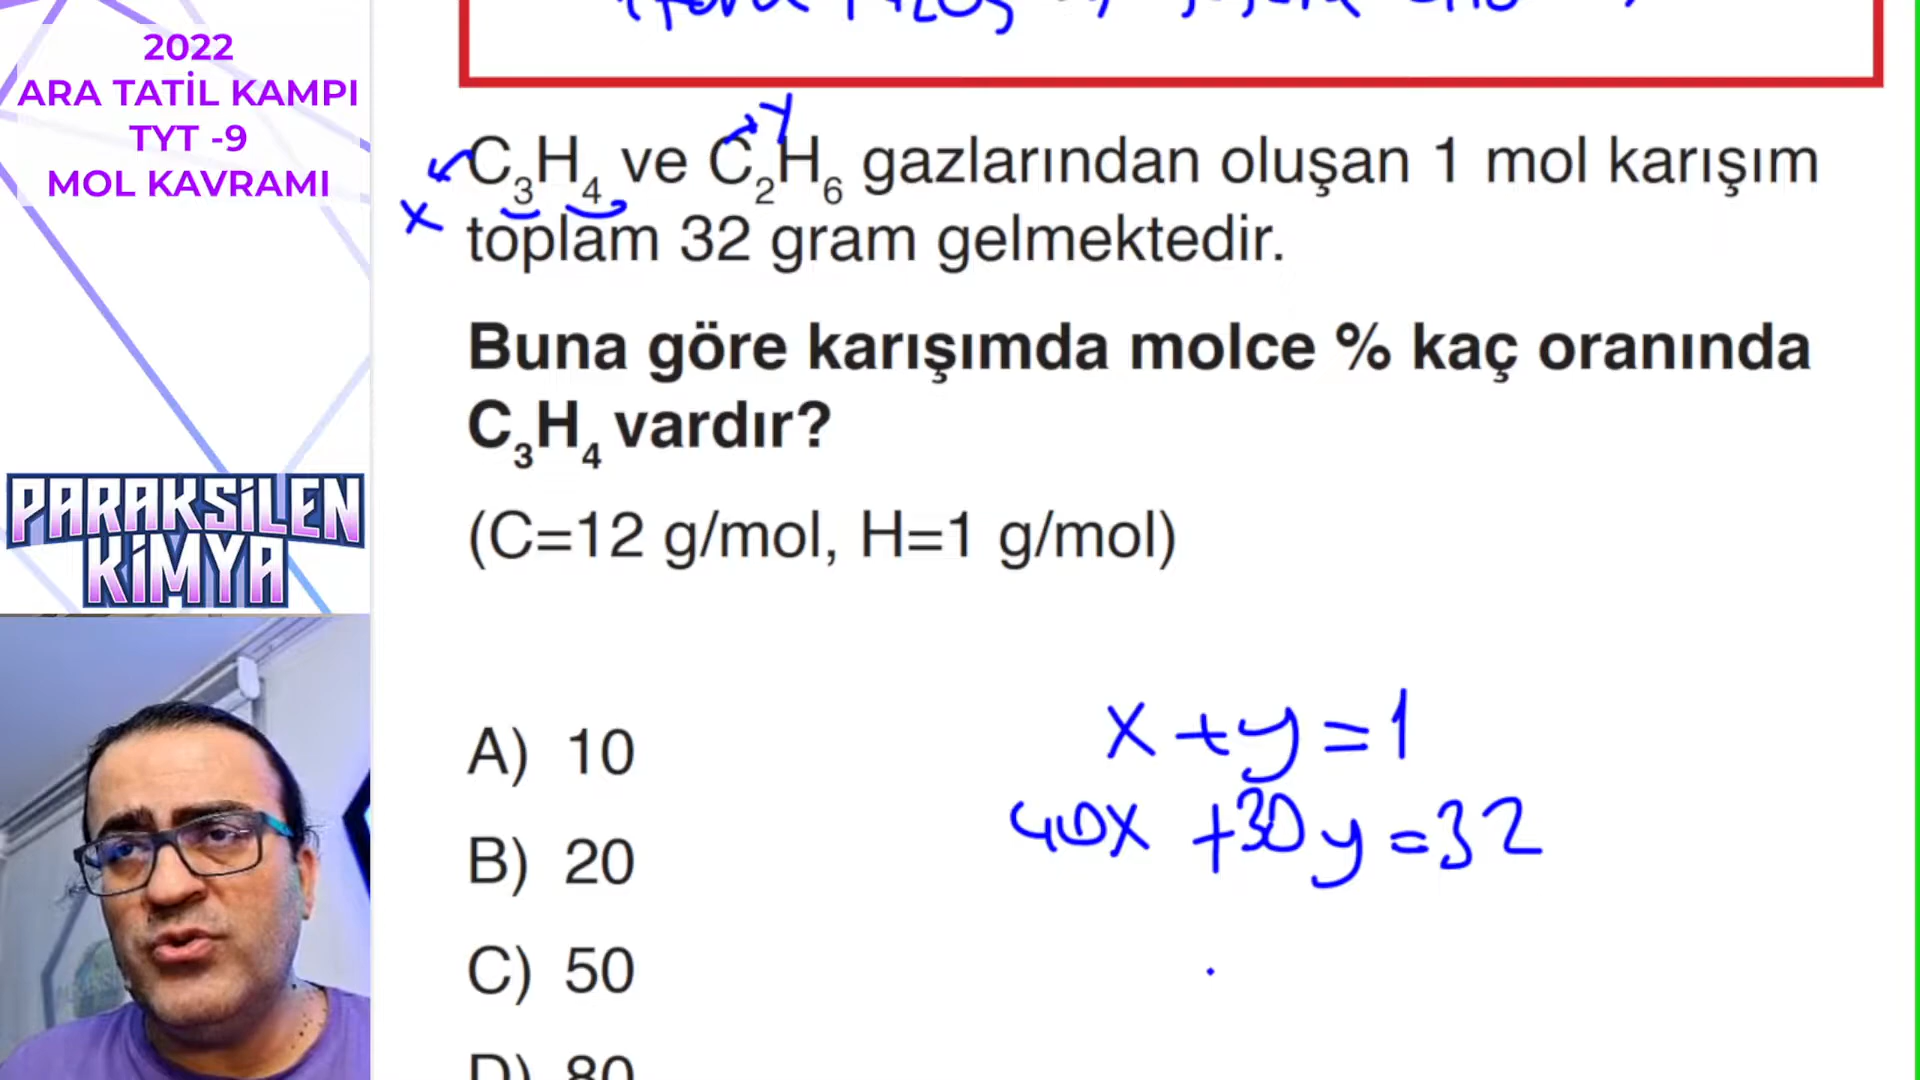 2022
ARA TATİL KAMPI
TYT -9
MOL KAVRAMI
PARAKSİLEN
KİMYA
y
C₃H₄ ve C₂H₆ gazlarından oluşan 1 mol karışım
x
toplam 32 gram gelmektedir.
Buna göre karışımda molce % kaç oranında
C₃H₄ vardır?
(C=12 g/mol, H=1 g/mol)
A) 10
B) 20
C) 50
D) 80
x + y = 1
40x + 30y = 32